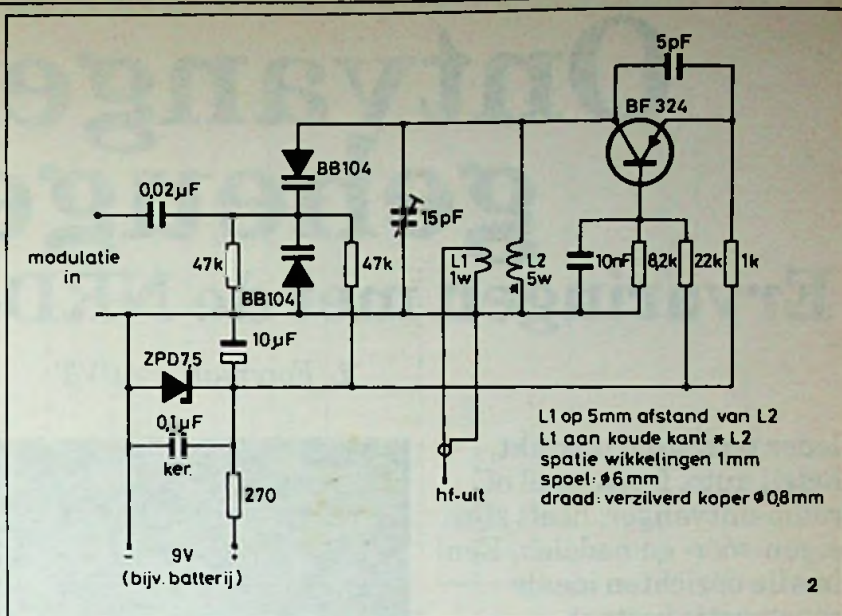 5pF
BF 324
BB104
0,02µF
15pF
modulatie
in
47k
47k
L1
1w
L2
5w
*
10nF
8,2k
22k
1k
BB104
10µF
ZPD7,5
0,1µF
ker.
270
hf-uit
L1 op 5mm afstand van L2
L1 aan koude kant * L2
spatie wikkelingen 1mm
spoel: ϕ6mm
draad: verzilverd koper ϕ0,8mm
9V
(bijv. batterij)
2